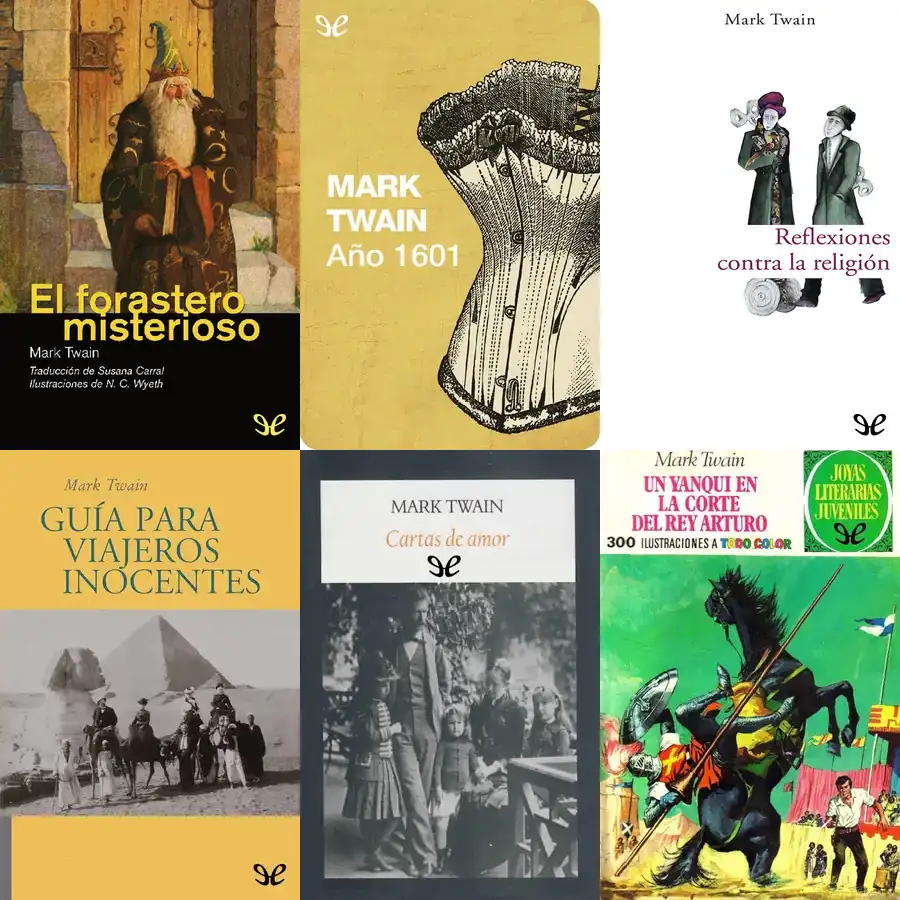 El forastero
misterioso
Mark Twain
Traducción de Susana Carral
Ilustraciones de N. C. Wyeth
MARK
TWAIN
Año 1601
Mark Twain
Reflexiones
contra la religión
Mark Twain
GUÍA PARA
VIAJEROS
INOCENTES
MARK TWAIN
Cartas de amor
Mark Twain
UN YANQUI EN
LA CORTE
DEL REY ARTURO
300 ILUSTRACIONES A TODO COLOR
JOYAS
LITERARIAS
JUVENILES